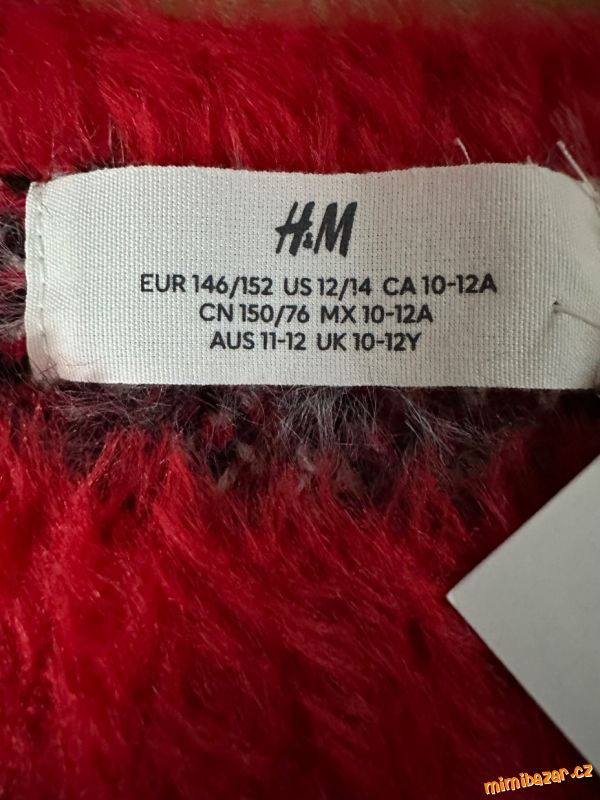 H&M
EUR 146/152 US 12/14 CA 10-12A
CN 150/76 MX 10-12A
AUS 11-12 UK 10-12Y
mimibazar.cz